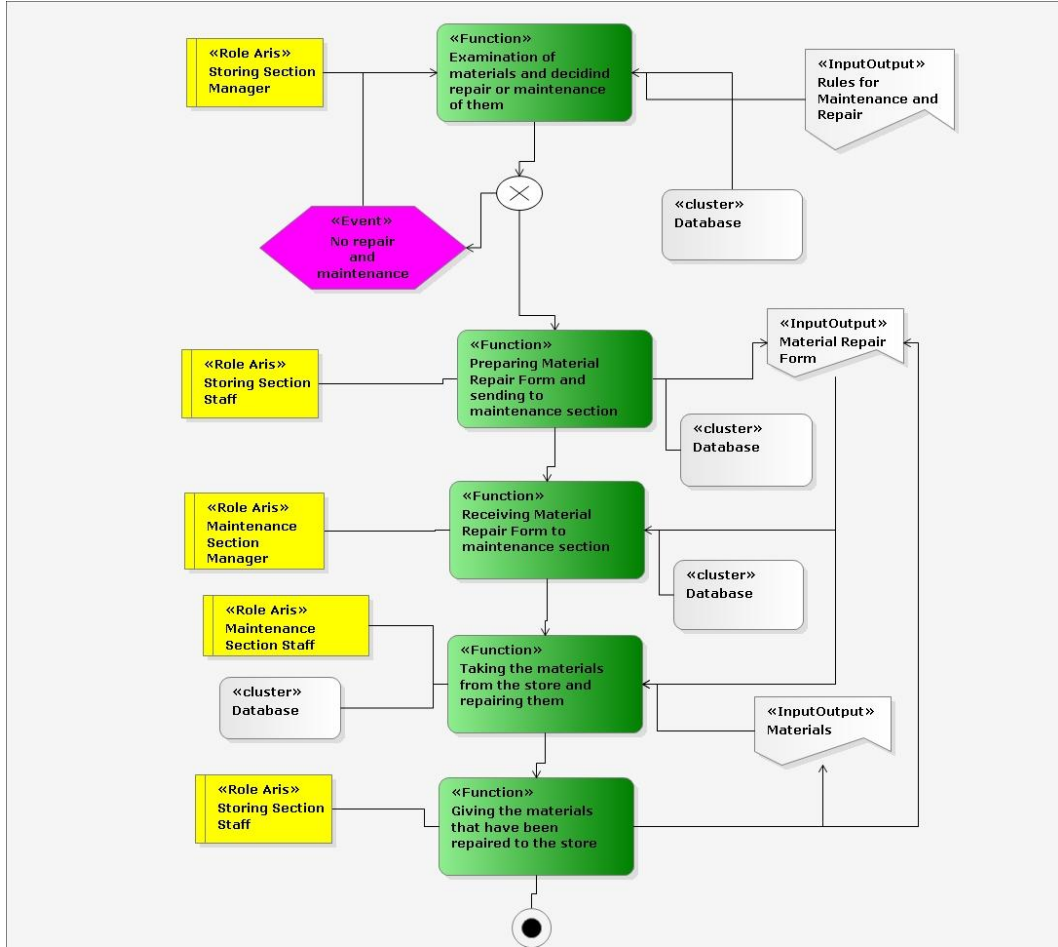 «Role Aris»
Storing Section
Manager
«Function»
Examination of
materials and decidind
repair or maintenance
of them
«InputOutput»
Rules for
Maintenance and
Repair
«cluster»
Database
«Event»
No repair
and
maintenance
«Role Aris»
Storing Section
Staff
«Function»
Preparing Material
Repair Form and
sending to
maintenance section
«InputOutput»
Material Repair
Form
«cluster»
Database
«Role Aris»
Maintenance
Section
Manager
«Function»
Receiving Material
Repair Form to
maintenance section
«cluster»
Database
«Role Aris»
Maintenance
Section Staff
«cluster»
Database
«Function»
Taking the materials
from the store and
repairing them
«InputOutput»
Materials
«Role Aris»
Storing Section
Staff
«Function»
Giving the materials
that have been
repaired to the store